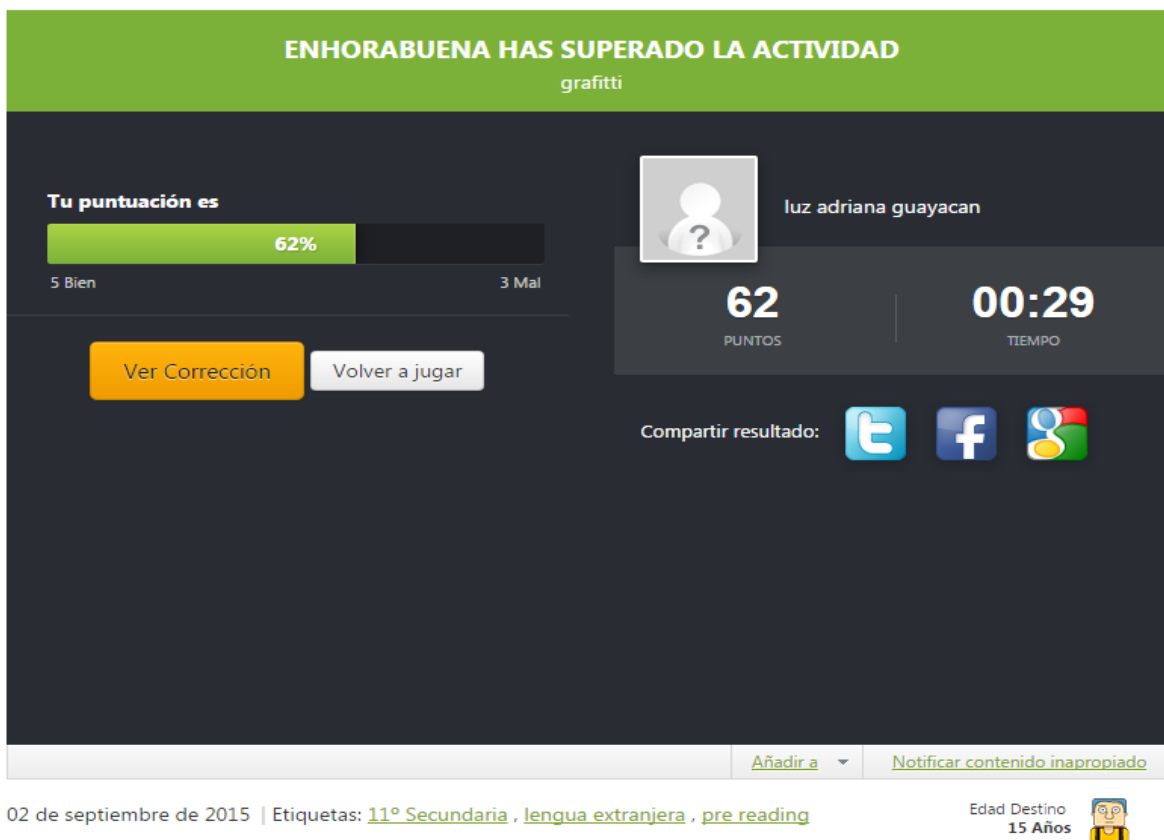 ENHORABUENA HAS SUPERADO LA ACTIVIDAD
grafitti
Tu puntuación es
62%
5 Bien
3 Mal
Ver Corrección
Volver a jugar
?
luz adriana guayacan
62
PUNTOS
00:29
TIEMPO
Compartir resultado:
Añadir a
Notificar contenido inapropiado
02 de septiembre de 2015 | Etiquetas: 11º Secundaria , lengua extranjera , pre reading
Edad Destino
15 Años